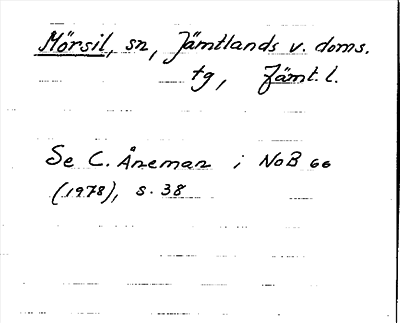 Mörsil, sn, Jämtlands v. doms.
tg, Jämt. l.
Se C. Åneman i NoB 66
(1978), s. 38